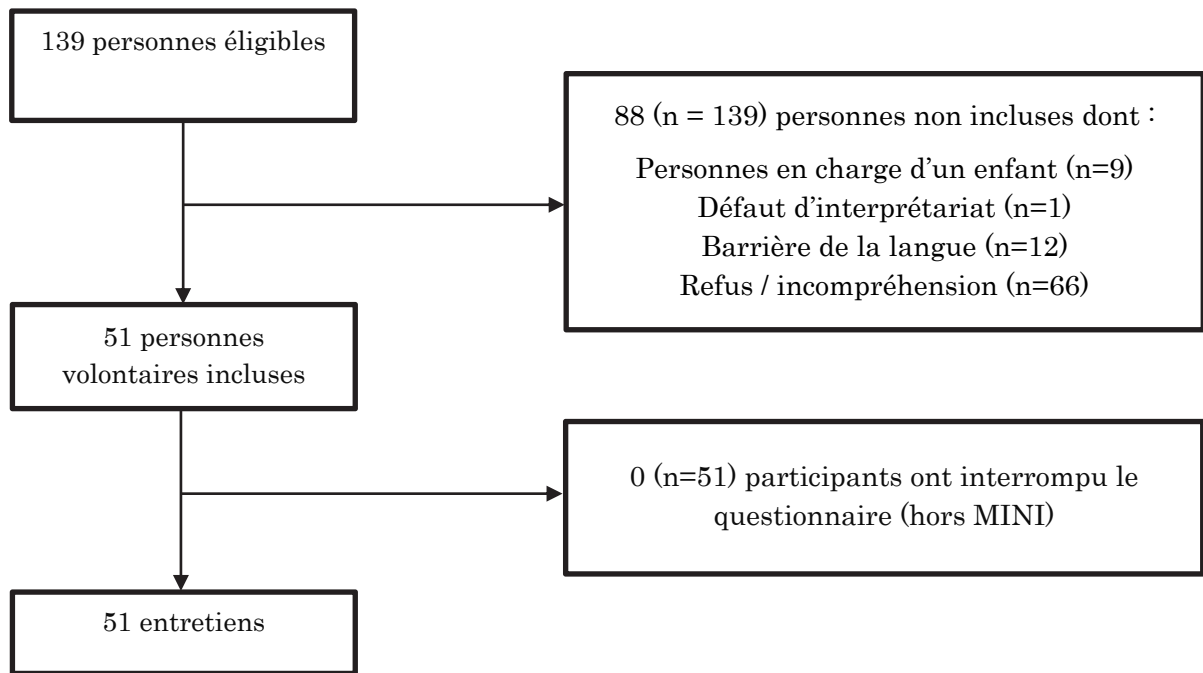 139 personnes éligibles
88 (n = 139) personnes non incluses dont :
Personnes en charge d’un enfant (n=9)
Défaut d’interprétariat (n=1)
Barrière de la langue (n=12)
Refus / incompréhension (n=66)
51 personnes
volontaires incluses
0 (n=51) participants ont interrompu le
questionnaire (hors MINI)
51 entretiens